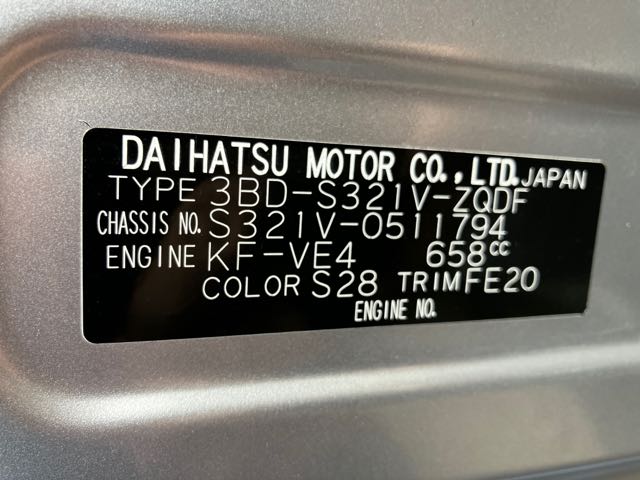 DAIHATSU MOTOR CO.,LTD. JAPAN
TYPE 3BD-S321V-ZQDF
CHASSIS NO. S321V-0511794
ENGINE KF-VE4 658cc
COLOR S28 TRIM FE20
ENGINE NO.